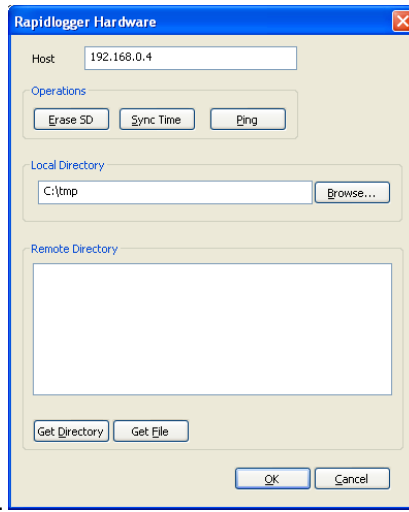 Rapidlogger Hardware
Host 192.168.0.4
Operations
Erase SD Sync Time Ping
Local Directory
C:\tmp Browse...
Remote Directory
Get Directory Get File
OK Cancel
.